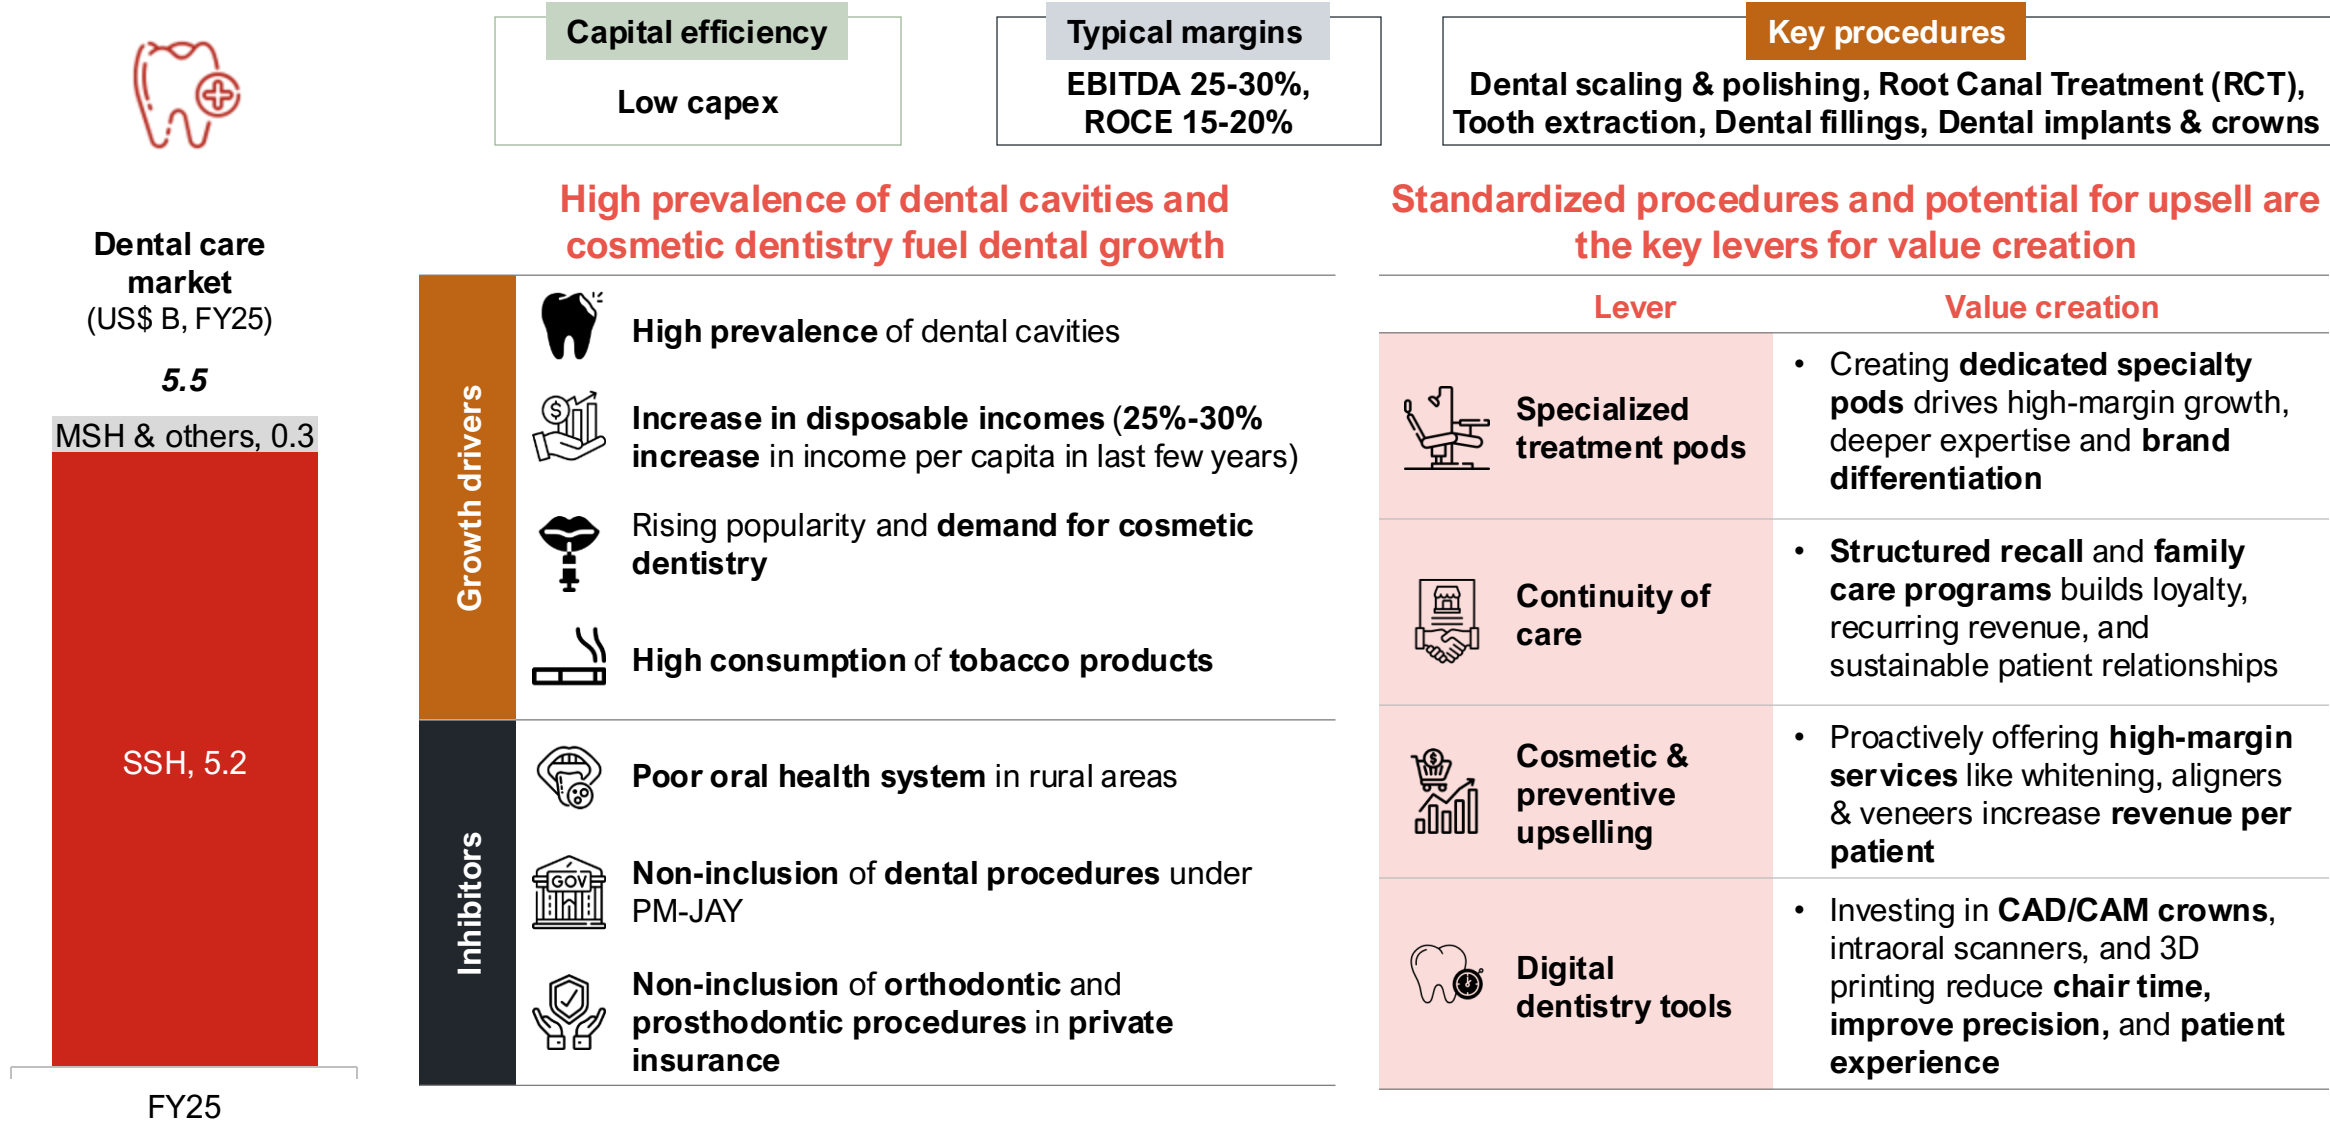 Capital efficiency
Low capex
Typical margins
EBITDA 25-30%,
ROCE 15-20%
Key procedures
Dental scaling & polishing, Root Canal Treatment (RCT),
Tooth extraction, Dental fillings, Dental implants & crowns
Dental care
market
(US$ B, FY25)
5.5
MSH & others, 0.3
SSH, 5.2
FY25
High prevalence of dental cavities and
cosmetic dentistry fuel dental growth
Growth drivers
High prevalence of dental cavities
Increase in disposable incomes (25%-30%
increase in income per capita in last few years)
Rising popularity and demand for cosmetic
dentistry
High consumption of tobacco products
Inhibitors
Poor oral health system in rural areas
GOV
Non-inclusion of dental procedures under
PM-JAY
Non-inclusion of orthodontic and
prosthodontic procedures in private
insurance
Standardized procedures and potential for upsell are
the key levers for value creation
Lever
Value creation
Specialized
treatment pods
• Creating dedicated specialty
pods drives high-margin growth,
deeper expertise and brand
differentiation
Continuity of
care
• Structured recall and family
care programs builds loyalty,
recurring revenue, and
sustainable patient relationships
Cosmetic &
preventive
upselling
• Proactively offering high-margin
services like whitening, aligners
& veneers increase revenue per
patient
Digital
dentistry tools
• Investing in CAD/CAM crowns,
intraoral scanners, and 3D
printing reduce chair time,
improve precision, and patient
experience